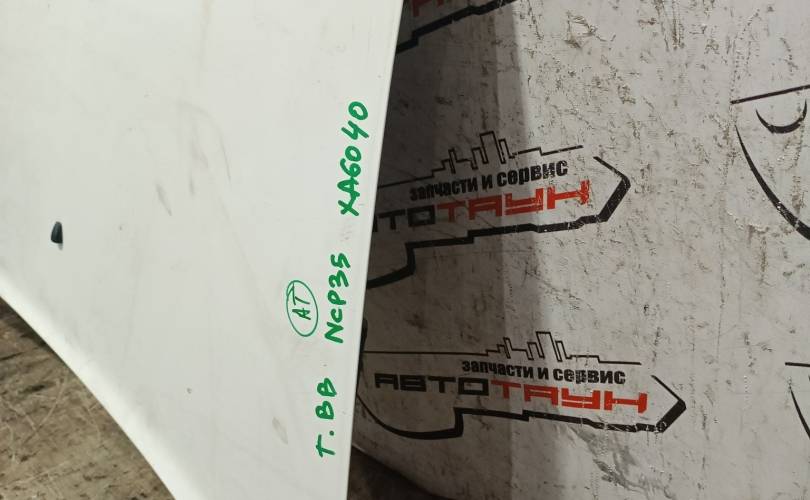 T.BB NCP35 XA6040
AT
запчасти и сервис
АВТОТАУН
запчасти и сервис
АВТОТАУН